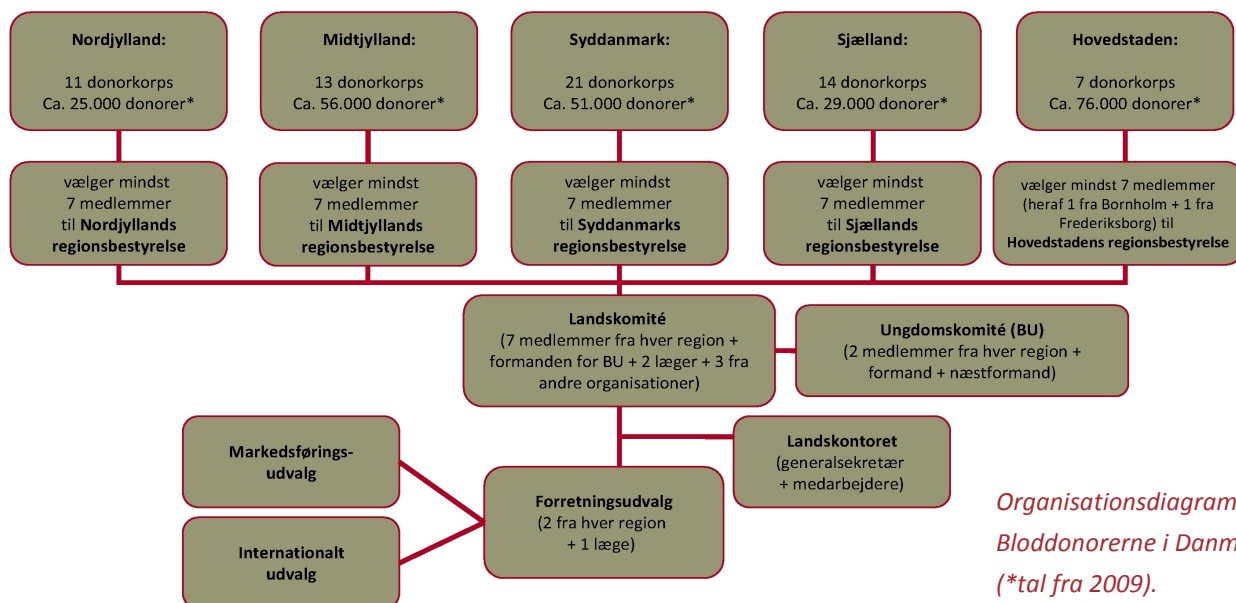 Nordjylland:
11 donorkorps
Ca. 25.000 donorer*
Midtjylland:
13 donorkorps
Ca. 56.000 donorer*
Syddanmark:
21 donorkorps
Ca. 51.000 donorer*
Sjælland:
14 donorkorps
Ca. 29.000 donorer*
Hovedstaden:
7 donorkorps
Ca. 76.000 donorer*
vælger mindst
7 medlemmer
til Nordjyllands
regionsbestyrelse
vælger mindst
7 medlemmer
til Midtjyllands
regionsbestyrelse
vælger mindst
7 medlemmer
til Syddanmarks
regionsbestyrelse
vælger mindst
7 medlemmer
til Sjællands
regionsbestyrelse
vælger mindst 7 medlemmer
(heraf 1 fra Bornholm + 1 fra
Frederiksborg) til
Hovedstadens regionsbestyrelse
Landskomité
(7 medlemmer fra hver region +
formanden for BU + 2 læger + 3 fra
andre organisationer)
Ungdomskomité (BU)
(2 medlemmer fra hver region +
formand + næstformand)
Markedsførings-
udvalg
Landskontoret
(generalsekretær
+ medarbejdere)
Forretningsudvalg
(2 fra hver region
+ 1 læge)
Internationalt
udvalg
Organisationsdiagram
Bloddonorerne i Danm
(*tal fra 2009).